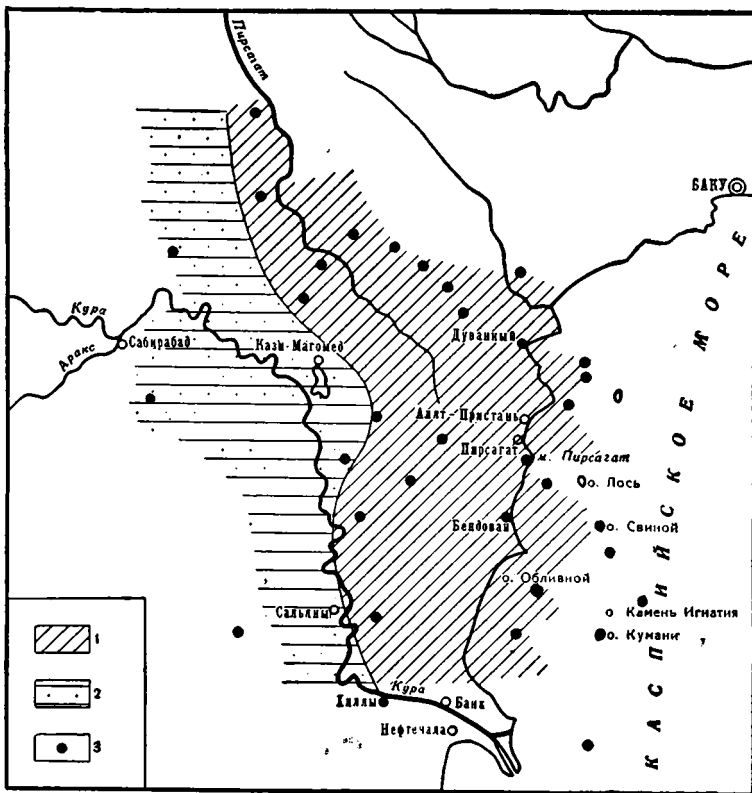 Пирсагат
БАКУ
Кура
Аракс
Сабирабад
Кази-Магомед
Дуванный
Алят-Пристань
Пирсагат
м. Пирсагат
о. Лось
Бендован
о. Свиной
о. Обливной
о Камень Игнатия
о. Кумани
Сальяны
Кура
Хиллы
Банк
Нефтечала
КАСПИЙСКОЕ МОРЕ
1
2
3